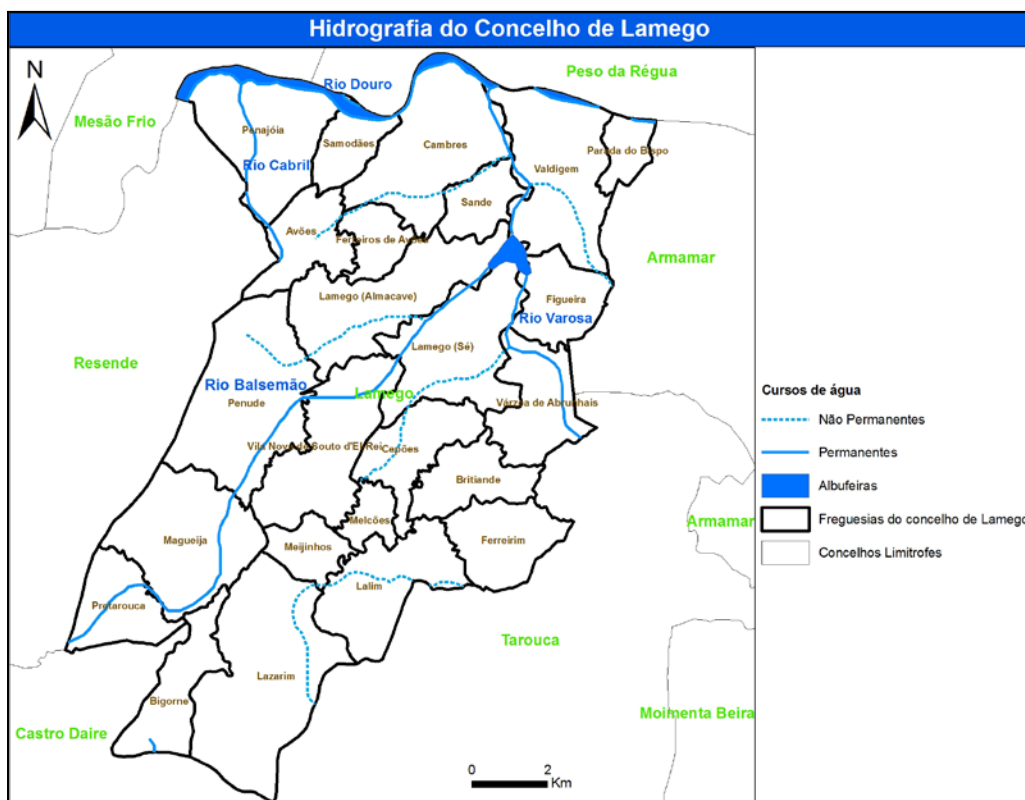 Hidrografia do Concelho de Lamego
N
Peso da Régua
Rio Douro
Mesão Frio
Penajóia
Samodães
Cambres
Parada do Bispo
Rio Cabril
Valdigem
Sande
Avões
Ferreiros de Avões
Armamar
Lamego (Almacave)
Figueira
Rio Varosa
Lamego (Sé)
Resende
Rio Balsemão
Lamego
Penude
Várzea de Abrunhais
Vila Nova de Souto d'El Rei
Cepões
Britiande
Melcões
Armamar
Magueija
Meijinhos
Ferreirim
Lalim
Pretarouca
Tarouca
Lazarim
Bigorne
Moimenta Beira
Castro Daire
0 2
Km
Cursos de água
Não Permanentes
Permanentes
Albufeiras
Freguesias do concelho de Lamego
Concelhos Limitrofes